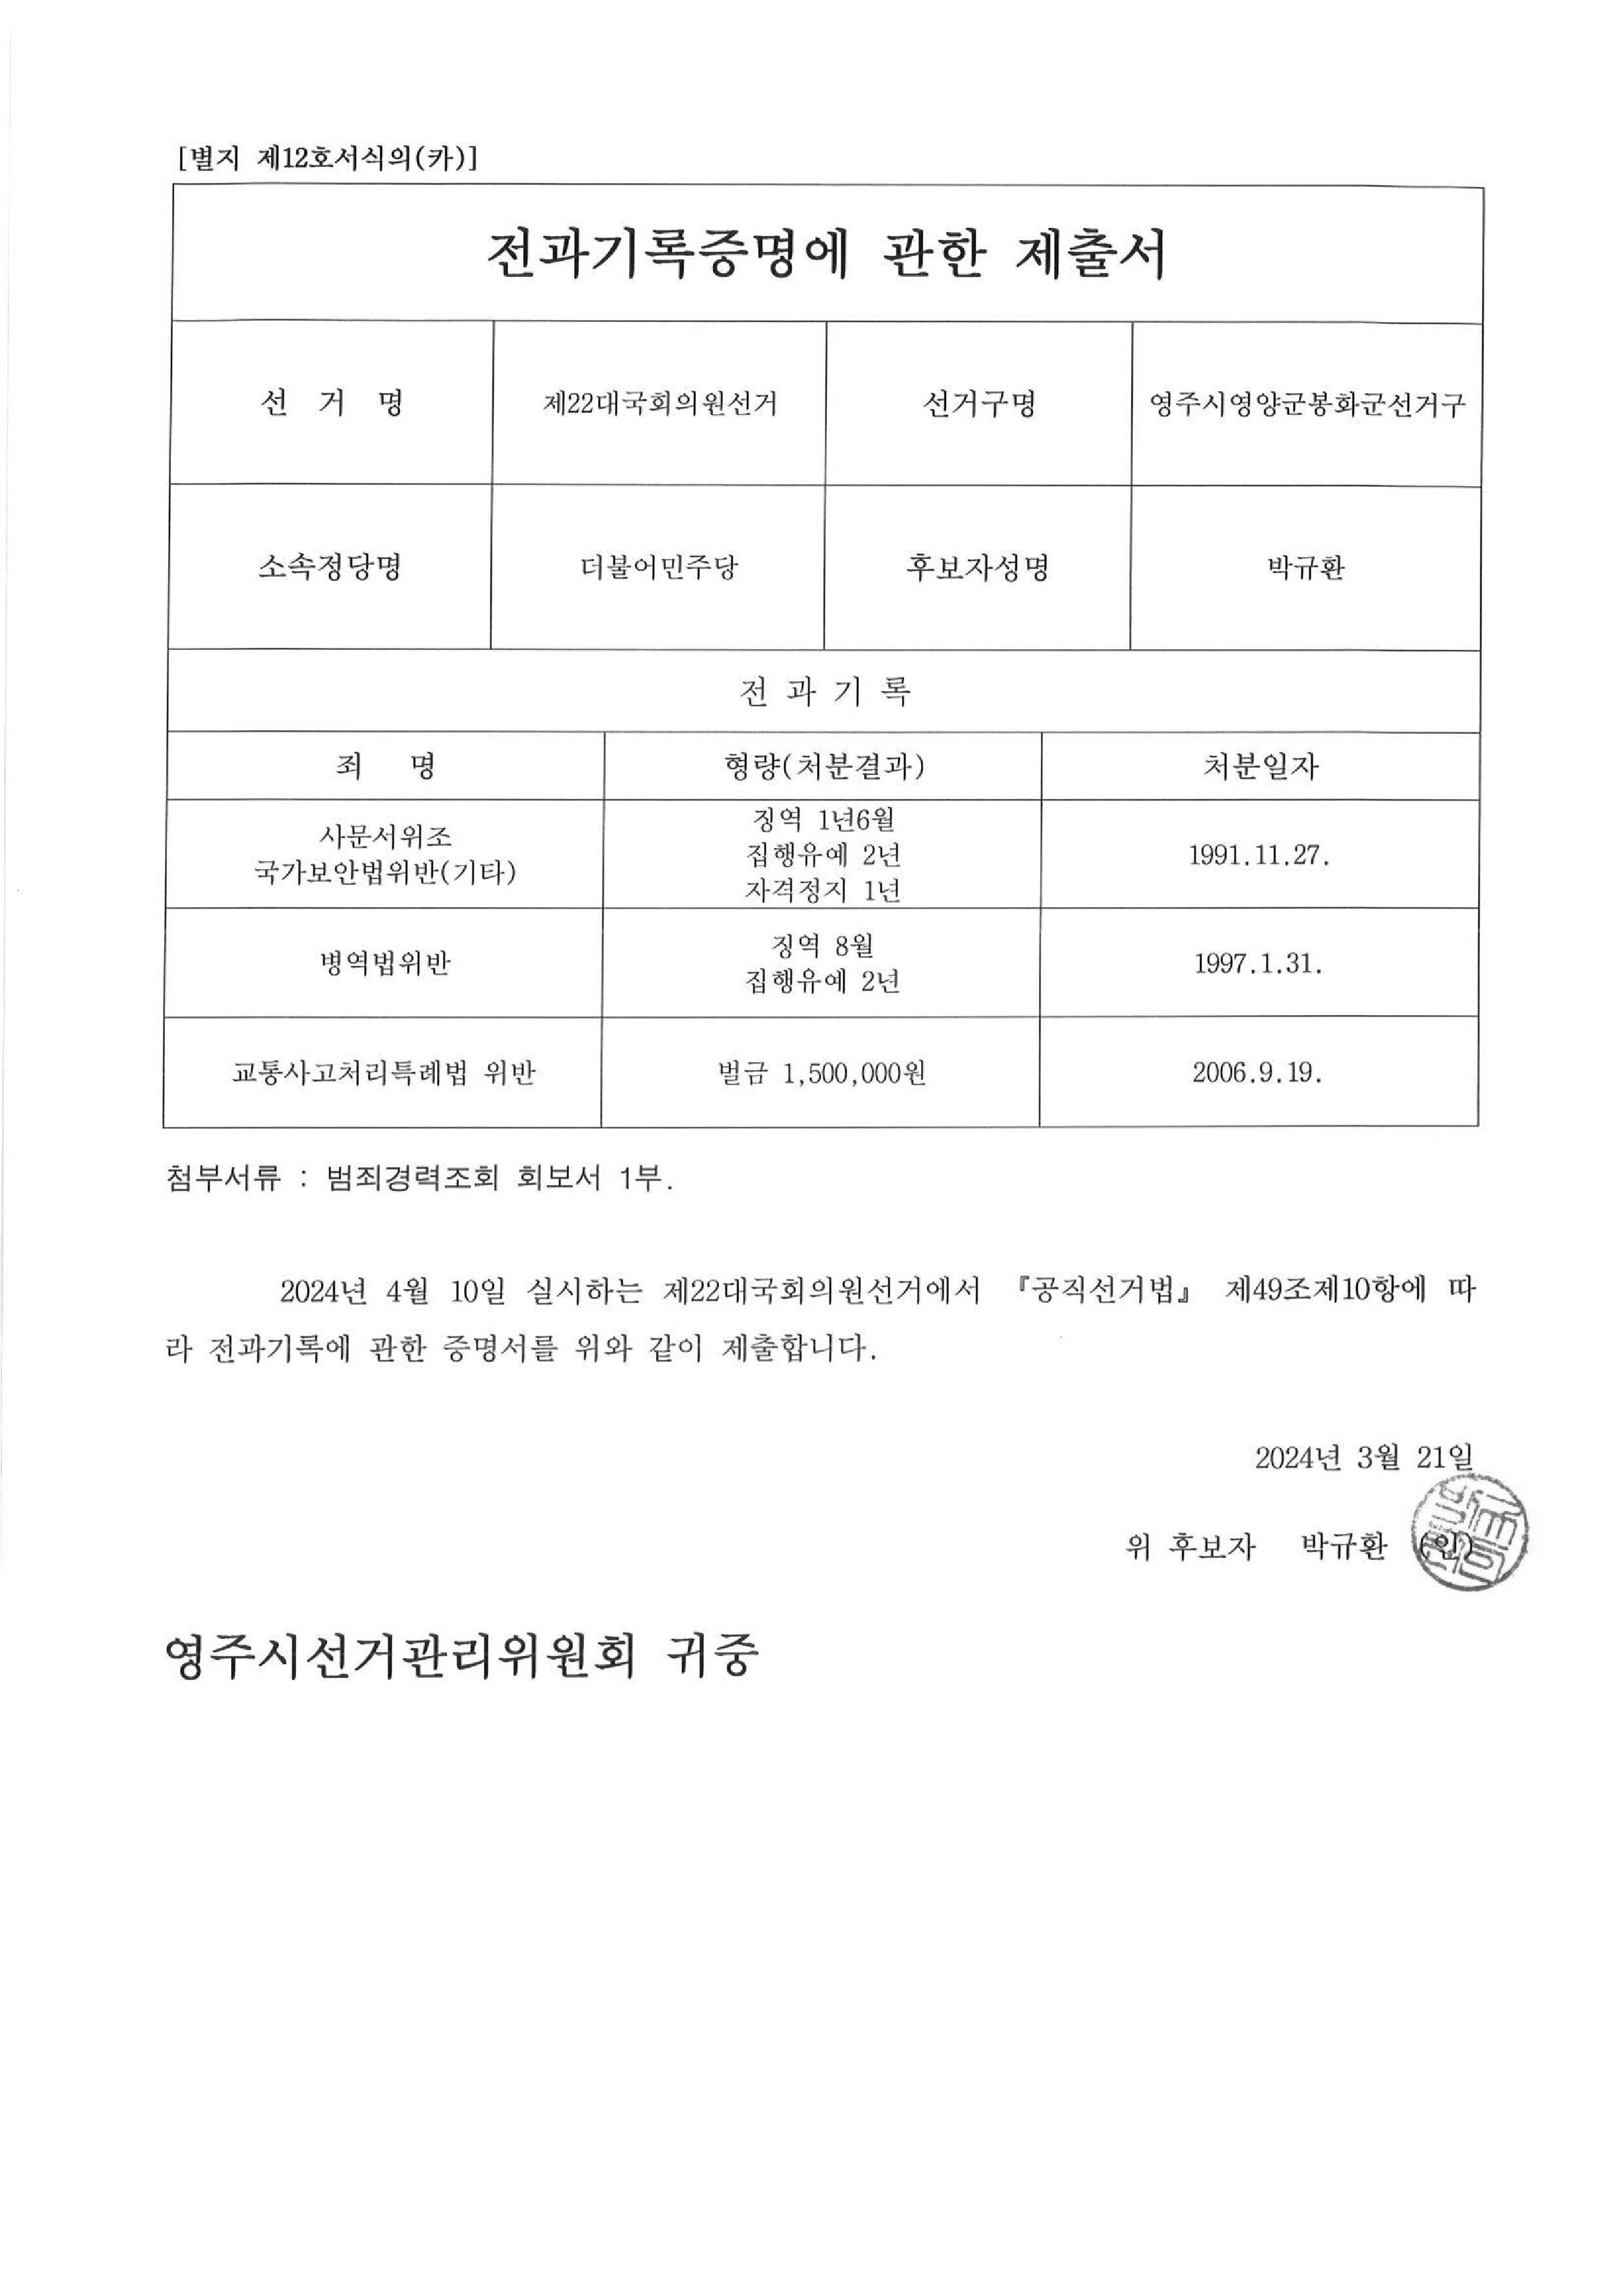 [별지 제12호서식의(카)]
전과기록증명에 관한 제출서
선 거 명 제22대국회의원선거 선거구명 영주시영양군봉화군선거구
소속정당명 더불어민주당 후보자성명 박규환
전 과 기 록
죄 명 형량(처분결과) 처분일자
사문서위조
국가보안법위반(기타)
징역 1년6월
집행유예 2년
자격정지 1년
1991.11.27.
병역법위반
징역 8월
집행유예 2년
1997.1.31.
교통사고처리특례법 위반 벌금 1,500,000원 2006.9.19.
첨부서류 : 범죄경력조회 회보서 1부.
2024년 4월 10일 실시하는 제22대국회의원선거에서 『공직선거법』 제49조제10항에 따
라 전과기록에 관한 증명서를 위와 같이 제출합니다.
2024년 3월 21일
위 후보자 박규환 (인)
영주시선거관리위원회 귀중